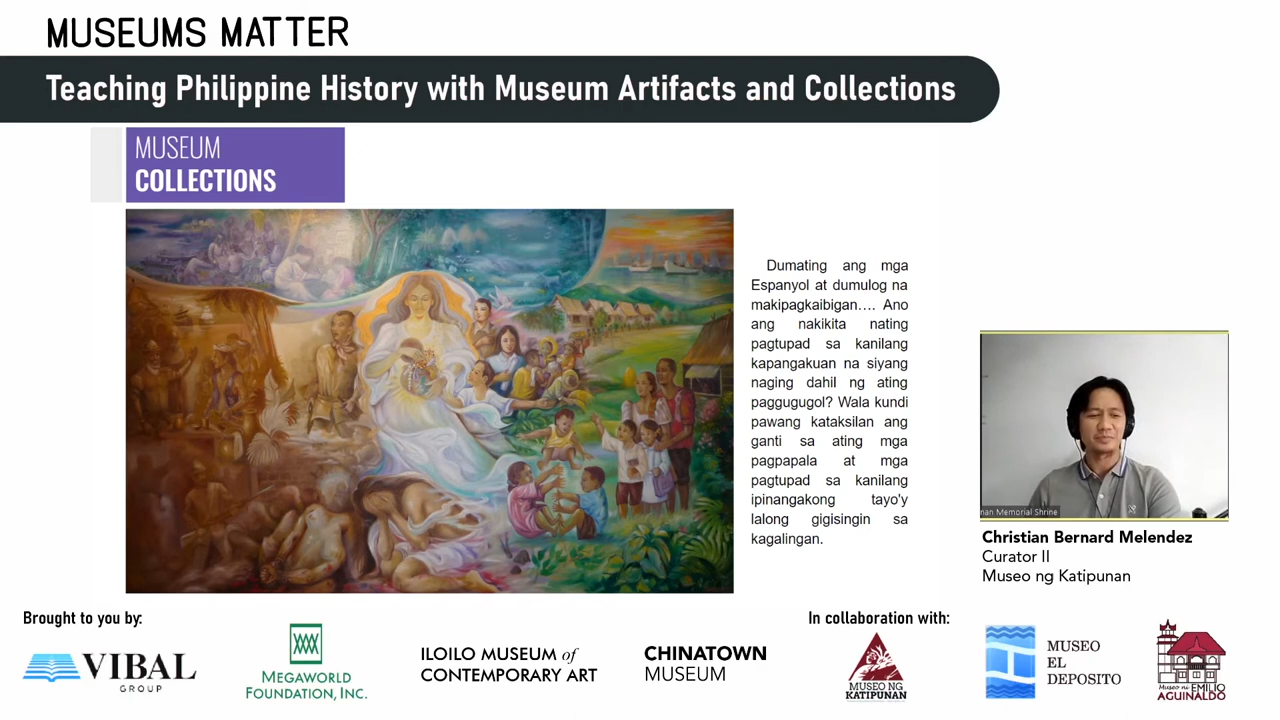 MUSEUMS MATTER
Teaching Philippine History with Museum Artifacts and Collections
MUSEUM
COLLECTIONS
Dumating ang mga
Espanyol at dumulog na
makipagkaibigan.... Ano
ang nakikita nating
pagtupad sa kanilang
kapangakuan na siyang
naging dahil ng ating
paggugugol? Wala kundi
pawang kataksilan ang
ganti sa ating mga
pagpapala at mga
pagtupad sa kanilang
ipinangakong tayo'y
lalong gigisingin sa
kagalingan.
nan Memorial Shrine
Christian Bernard Melendez
Curator II
Museo ng Katipunan
Brought to you by:
VIBAL
GROUP
MEGAWORLD
FOUNDATION, INC.
ILOILO MUSEUM of
CONTEMPORARY ART
CHINATOWN
MUSEUM
In collaboration with:
MUSEO NG
KATIPUNAN
MUSEO
EL
DEPOSITO
Museo ni EMILIO
AGUINALDO